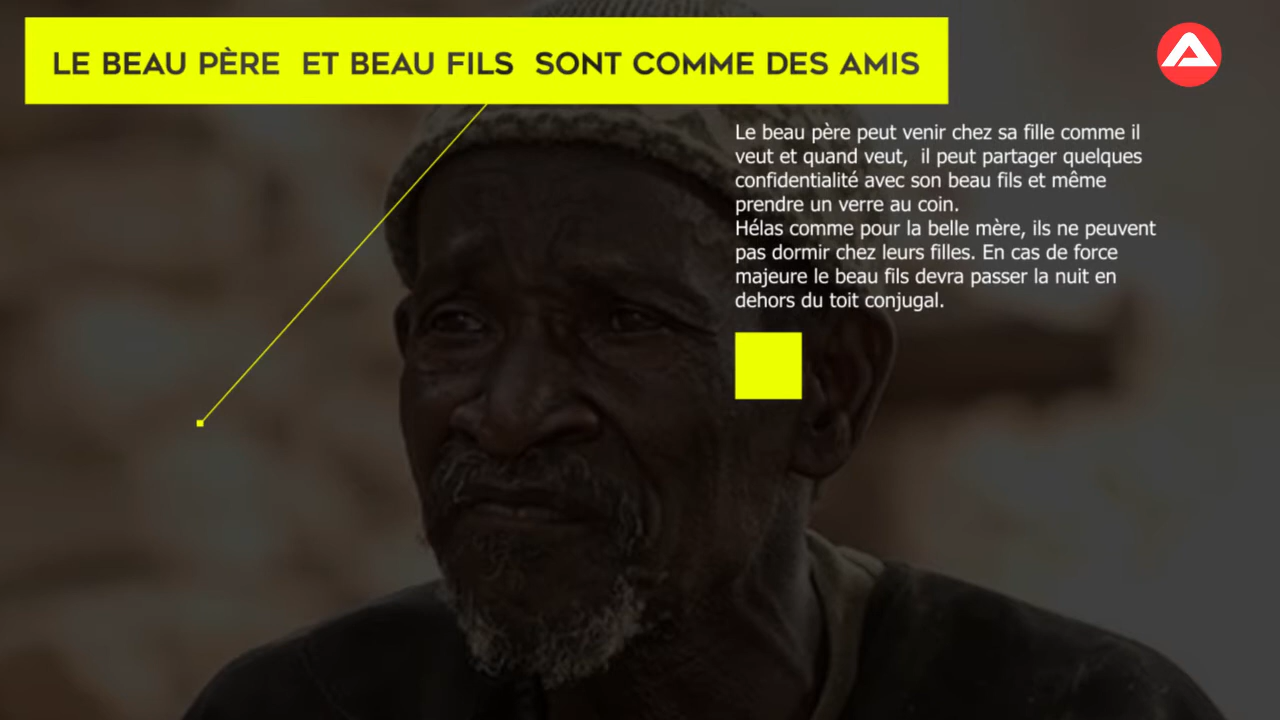 LE BEAU PÈRE ET BEAU FILS SONT COMME DES AMIS
Le beau père peut venir chez sa fille comme il
veut et quand veut, il peut partager quelques
confidentialité avec son beau fils et même
prendre un verre au coin.
Hélas comme pour la belle mère, ils ne peuvent
pas dormir chez leurs filles. En cas de force
majeure le beau fils devra passer la nuit en
dehors du toit conjugal.